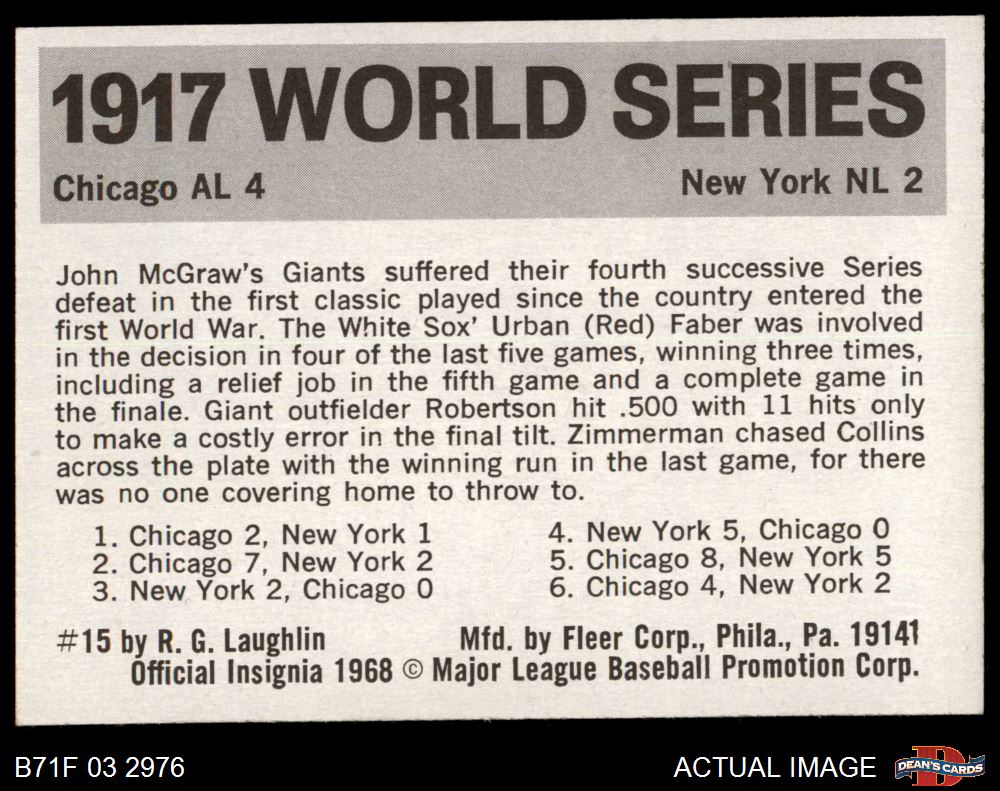 1917 WORLD SERIES
Chicago AL 4 New York NL 2
John McGraw's Giants suffered their fourth successive Series
defeat in the first classic played since the country entered the
first World War. The White Sox' Urban (Red) Faber was involved
in the decision in four of the last five games, winning three times,
including a relief job in the fifth game and a complete game in
the finale. Giant outfielder Robertson hit .500 with 11 hits only
to make a costly error in the final tilt. Zimmerman chased Collins
across the plate with the winning run in the last game, for there
was no one covering home to throw to.
1. Chicago 2, New York 1
2. Chicago 7, New York 2
3. New York 2, Chicago 0
4. New York 5, Chicago 0
5. Chicago 8, New York 5
6. Chicago 4, New York 2
#15 by R. G. Laughlin Mfd. by Fleer Corp., Phila., Pa. 19141
Official Insignia 1968 © Major League Baseball Promotion Corp.
B71F 03 2976 ACTUAL IMAGE DEAN'S CARDS